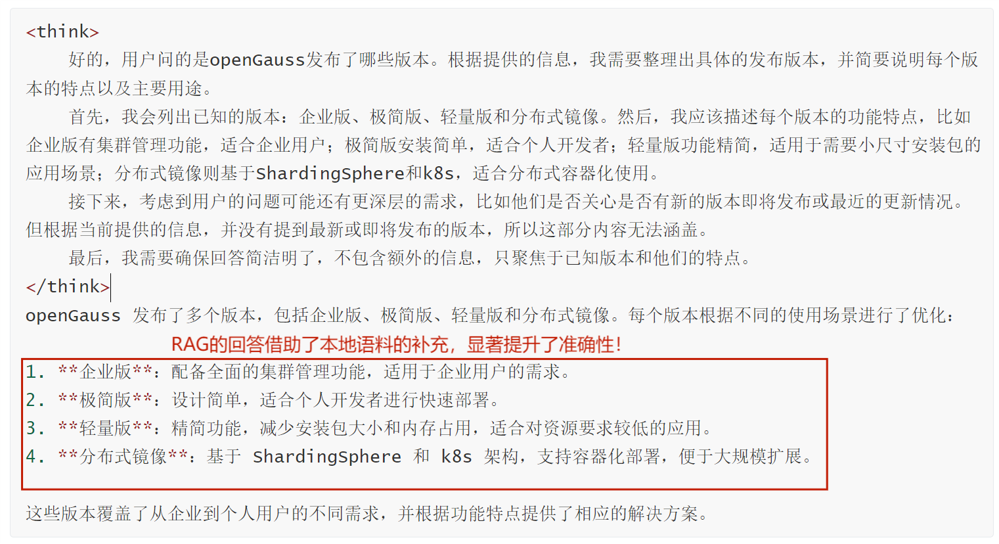 <think>
好的，用户问的是openGauss发布了哪些版本。根据提供的信息，我需要整理出具体的发布版本，并简要说明每个版
本的特点以及主要用途。
首先，我会列出已知的版本：企业版、极简版、轻量版和分布式镜像。然后，我应该描述每个版本的功能特点，比如
企业版有集群管理功能，适合企业用户；极简版安装简单，适合个人开发者；轻量版功能精简，适用于需要小尺寸安装包的
应用场景；分布式镜像则基于ShardingSphere和k8s，适合分布式容器化使用。
接下来，考虑到用户的问题可能还有更深层的需求，比如他们是否关心是否有新的版本即将发布或最近的更新情况。
但根据当前提供的信息，并没有提到最新或即将发布的版本，所以这部分内容无法涵盖。
最后，我需要确保回答简洁明了，不包含额外的信息，只聚焦于已知版本和他们的特点。
</think>
openGauss 发布了多个版本，包括企业版、极简版、轻量版和分布式镜像。每个版本根据不同的使用场景进行了优化：
RAG的回答借助了本地语料的补充，显著提升了准确性！
1. **企业版**：配备全面的集群管理功能，适用于企业用户的需求。
2. **极简版**：设计简单，适合个人开发者进行快速部署。
3. **轻量版**：精简功能，减少安装包大小和内存占用，适合对资源要求较低的应用。
4. **分布式镜像**：基于 ShardingSphere 和 k8s 架构，支持容器化部署，便于大规模扩展。
这些版本覆盖了从企业到个人用户的不同需求，并根据功能特点提供了相应的解决方案。